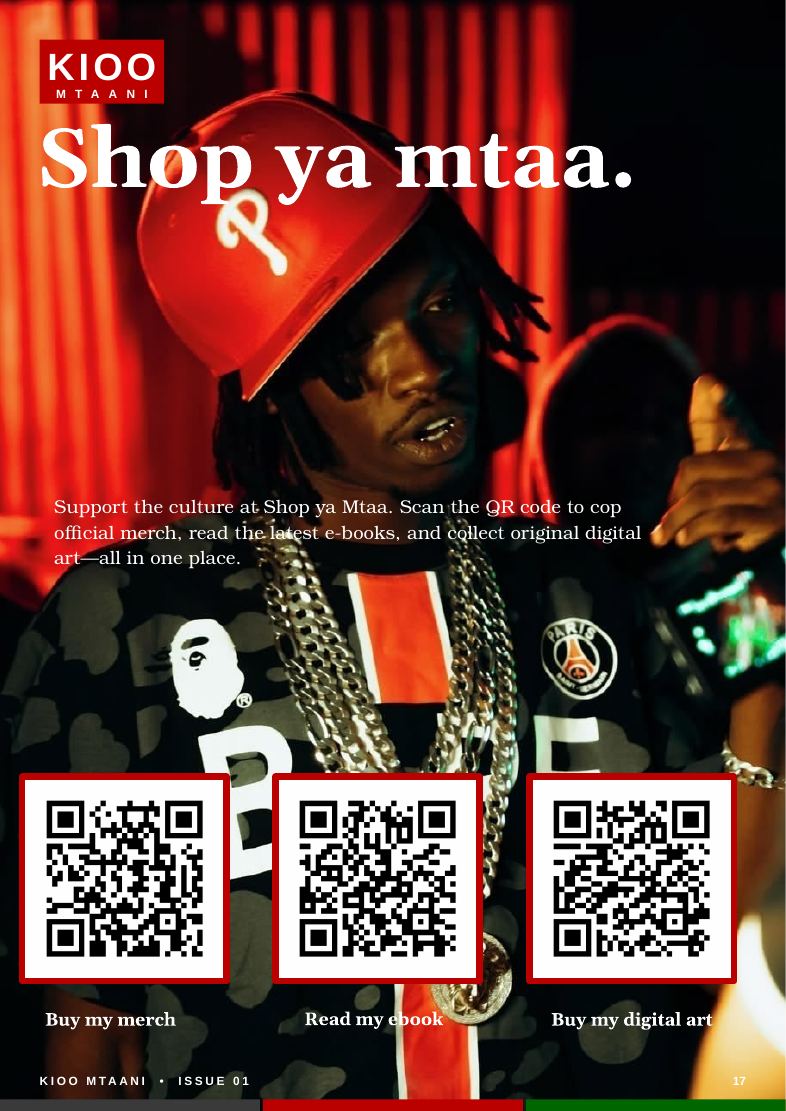 KIOO
MTAANI
Shop ya mtaa.
P
Support the culture at Shop ya Mtaa. Scan the QR code to cop
official merch, read the latest e-books, and collect original digital
art—all in one place.
PARIS
SAINT-GERMAIN
®
B
Buy my merch
Read my ebook
Buy my digital art
KIOO MTAANI • ISSUE 01
17